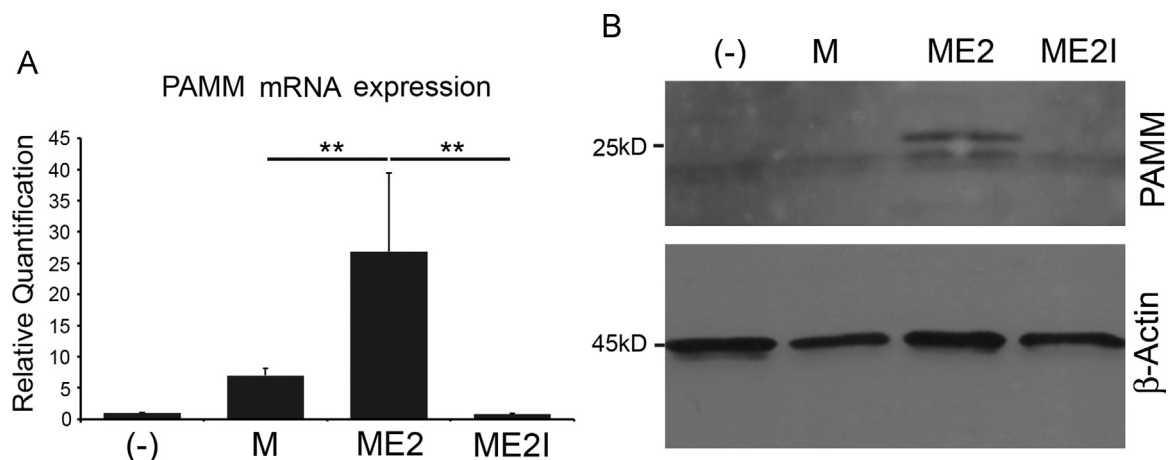 A
PAMM mRNA expression
Relative Quantification
45
40
35
30
25
20
15
10
5
0
** **
(-) M ME2 ME2I
B
(-) M ME2 ME2I
25kD
PAMM
45kD
β-Actin